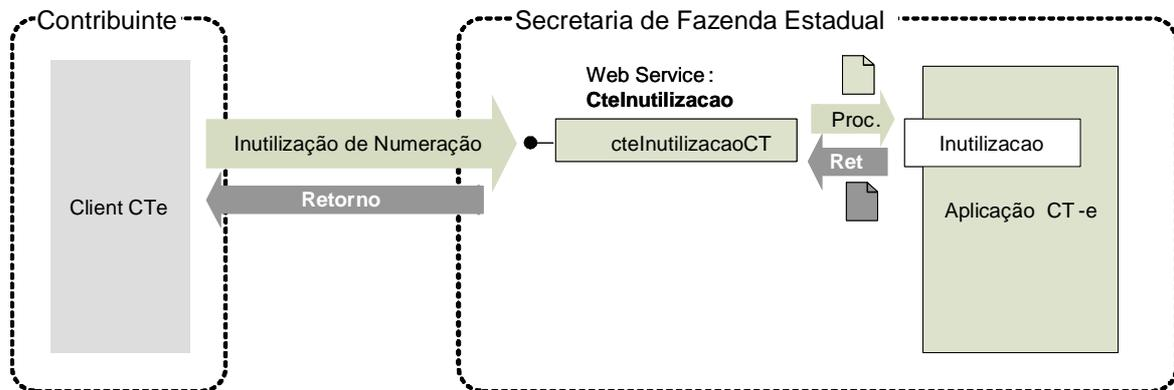 Contribuinte
Secretaria de Fazenda Estadual
Web Service :
CteInutilizacao
Proc.
Inutilização de Numeração
cteInutilizacaoCT
Inutilizacao
Ret
Retorno
Client CTe
Aplicação CT -e